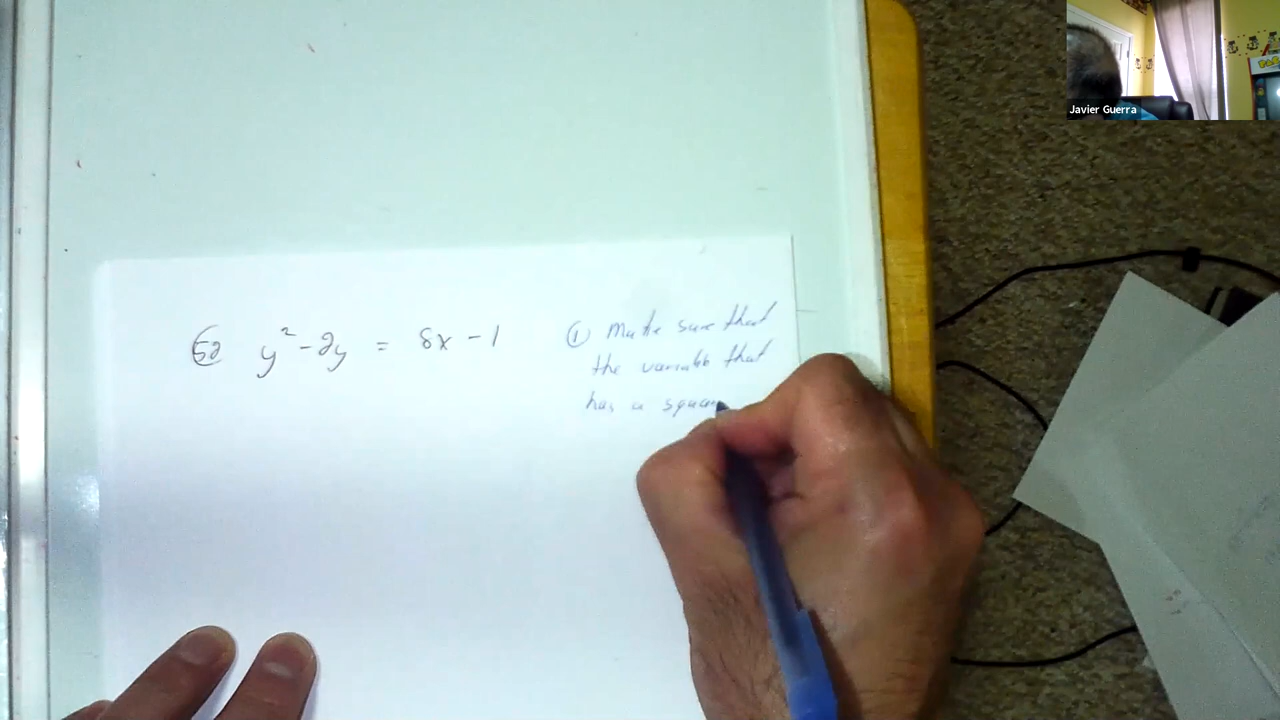 Javier Guerra
52 y² - 2y = 8x - 1
① Make sure that
the variable that
has a square